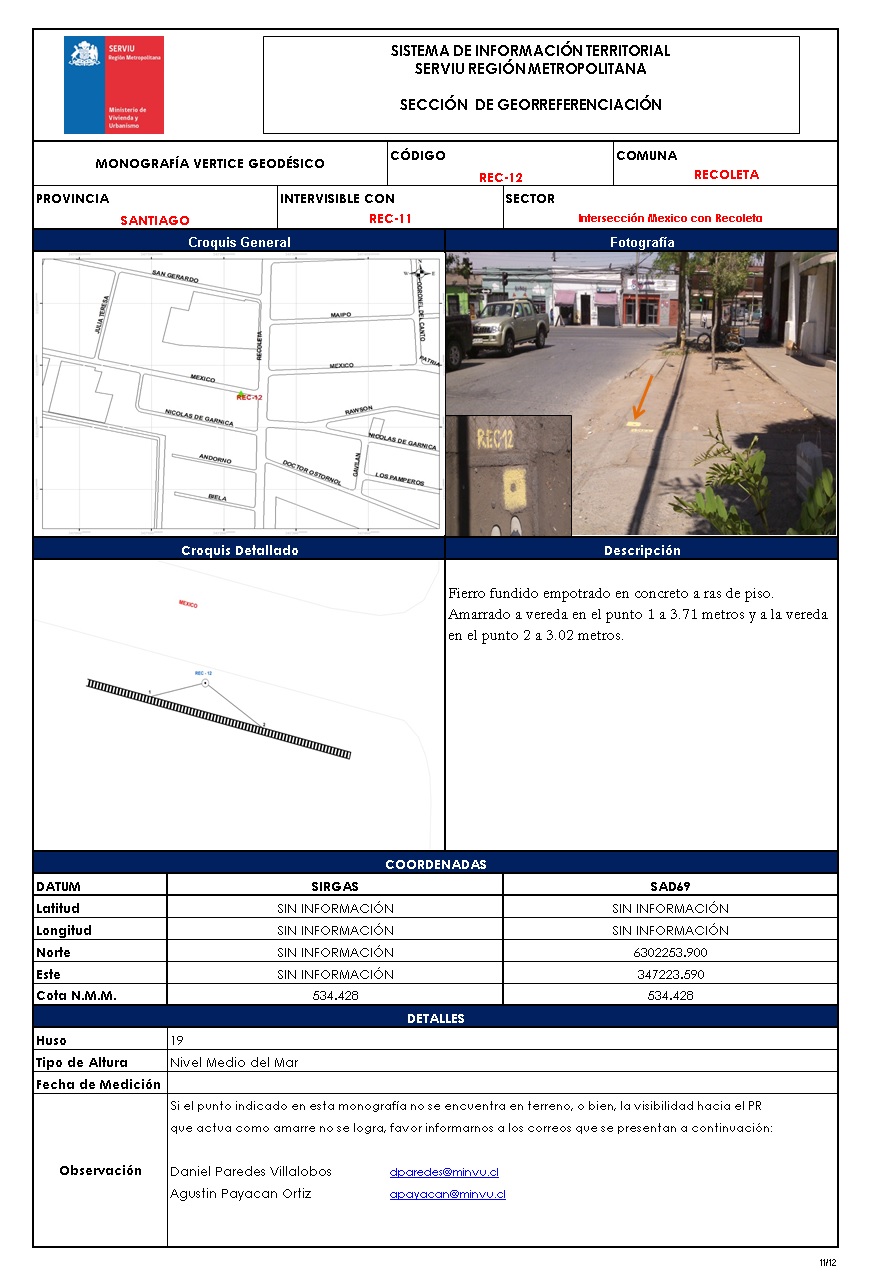 SERVIU
Región Metropolitana
Ministerio de
Vivienda y
Urbanismo
SISTEMA DE INFORMACIÓN TERRITORIAL
SERVIU REGIÓN METROPOLITANA
SECCIÓN DE GEORREFERENCIACIÓN
MONOGRAFÍA VERTICE GEODÉSICO
CÓDIGO
REC-12
COMUNA
RECOLETA
PROVINCIA
SANTIAGO
INTERVISIBLE CON
REC-11
SECTOR
Intersección Mexico con Recoleta
Croquis General
Fotografía
SAN GERARDO
JULIA TERESA
RECOLETA
MAIPO
CORONEL DEL CANTO
MEXICO
MEXICO
PATRIA
REC-12
NICOLAS DE GARNICA
RAWSON
NICOLAS DE GARNICA
ANDORNO
DOCTOR OSTORNOL
GAVILAN
LOS PAMPEROS
BIELA
REC12
Croquis Detallado
Descripción
MEXICO
REC - 12
1
2
Fierro fundido empotrado en concreto a ras de piso.
Amarrado a vereda en el punto 1 a 3.71 metros y a la vereda
en el punto 2 a 3.02 metros.
COORDENADAS
DATUM SIRGAS SAD69
Latitud SIN INFORMACIÓN SIN INFORMACIÓN
Longitud SIN INFORMACIÓN SIN INFORMACIÓN
Norte SIN INFORMACIÓN 6302253.900
Este SIN INFORMACIÓN 347223.590
Cota N.M.M. 534.428 534.428
DETALLES
Huso 19
Tipo de Altura Nivel Medio del Mar
Fecha de Medición
Observación
Si el punto indicado en esta monografía no se encuentra en terreno, o bien, la visibilidad hacia el PR
que actua como amarre no se logra, favor informarnos a los correos que se presentan a continuación:
Daniel Paredes Villalobos dparedes@minvu.cl
Agustin Payacan Ortiz apayacan@minvu.cl
11/12